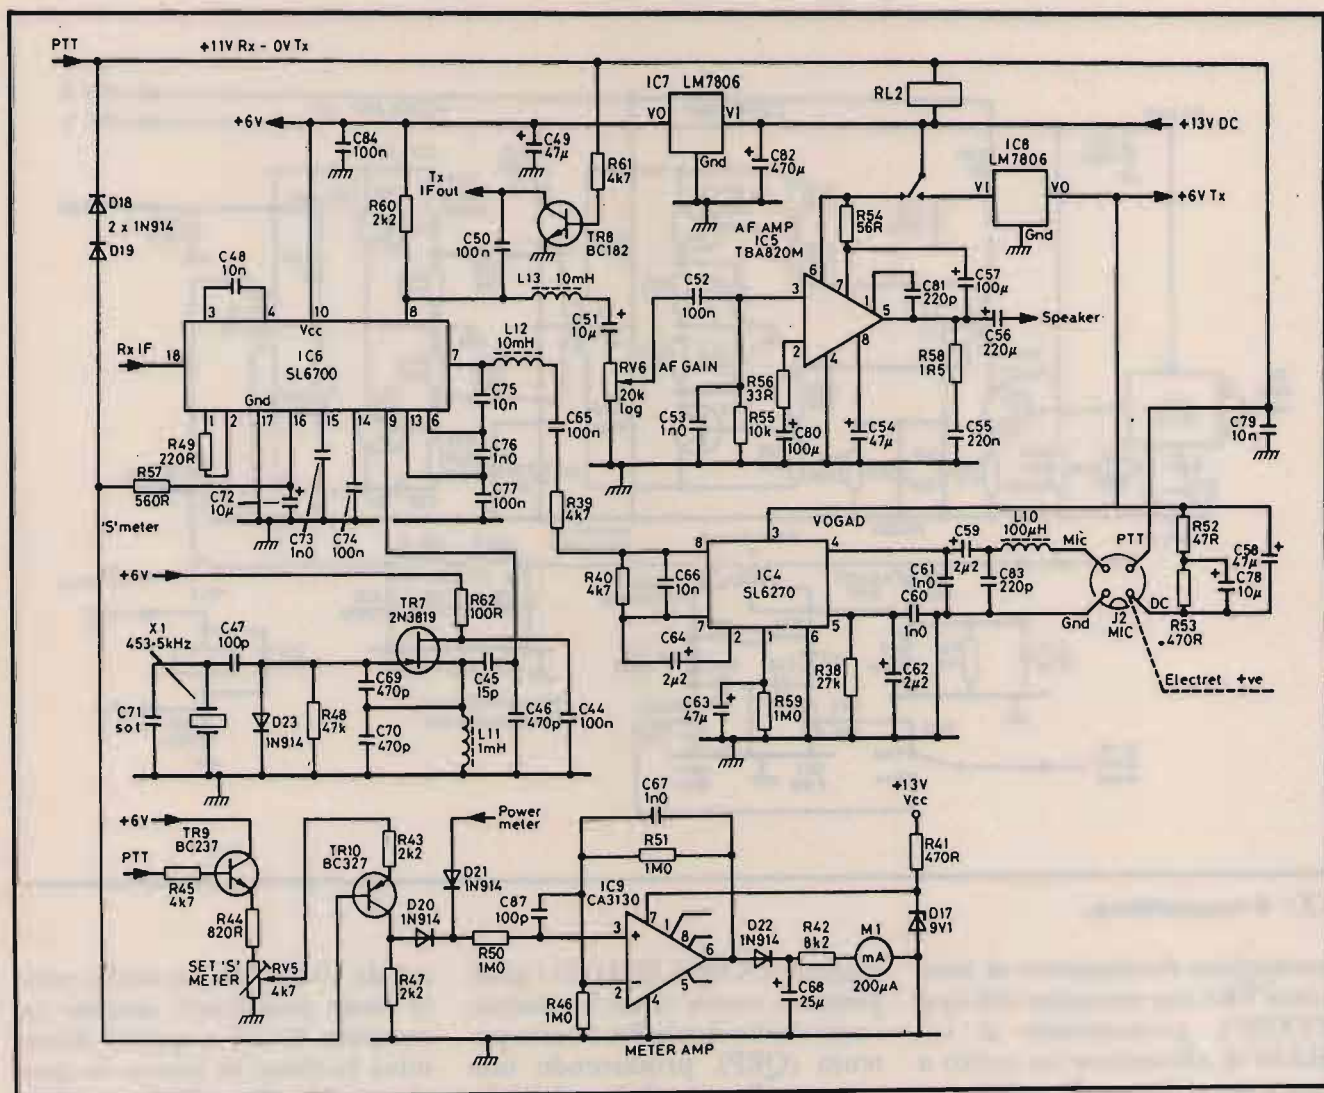 PTT
+11V Rx - 0V Tx
IC7 LM7806
VO
VI
Gnd
RL2
+13V DC
+6V
C84
100n
C49
47µ
R61
4k7
C82
470µ
IC8
LM7806
VI
VO
Gnd
+6V Tx
Tx
IF out
R60
2k2
C50
100n
TR8
BC182
AF AMP
IC5
TBA820M
R54
56R
D18
2 x 1N914
D19
C48
10n
L13 10mH
C51
10µ
C52
100n
C81
220p
C57
100µ
C56
220µ
Speaker
3
4
10
8
Vcc
Rx IF
18
IC6
SL6700
7
Gnd
1
2
17
16
15
14
9
13
6
L12
10mH
C75
10n
C76
1n0
C77
100n
C65
100n
RV6
20k
log
AF GAIN
3
6
7
1
5
2
4
8
R56
33R
R58
1R5
C53
1n0
R55
10k
C80
100µ
C54
47µ
C55
220n
C79
10n
R49
220R
R57
560R
'S' meter
C72
10µ
C73
1n0
C74
100n
R39
4k7
VOGAD
8
3
4
IC4
SL6270
7
2
1
6
5
R40
4k7
C66
10n
C64
2µ2
C63
47µ
R59
1M0
R38
27k
C62
2µ2
C61
1n0
C60
1n0
C59
2µ2
C83
220p
L10
100µH
Mic
PTT
Gnd
DC
J2
MIC
R52
47R
R53
470R
C58
47µ
C78
10µ
Electret +ve
+6V
TR7
2N3819
R62
100R
X1
453·5kHz
C47
100p
C71
sot
D23
1N914
R48
47k
C69
470p
C70
470p
L11
1mH
C45
15p
C46
470p
C44
100n
+6V
TR9
BC237
PTT
R45
4k7
R44
820R
SET 'S'
METER
RV5
4k7
TR10
BC327
R43
2k2
D20
1N914
R47
2k2
Power
meter
D21
1N914
R50
1M0
C87
100p
R46
1M0
C67
1n0
R51
1M0
IC9
CA3130
3
+
2
−
7
1
8
6
5
4
METER AMP
D22
1N914
R42
8k2
C68
25µ
M1
mA
200µA
+13V
Vcc
R41
470R
D17
9V1